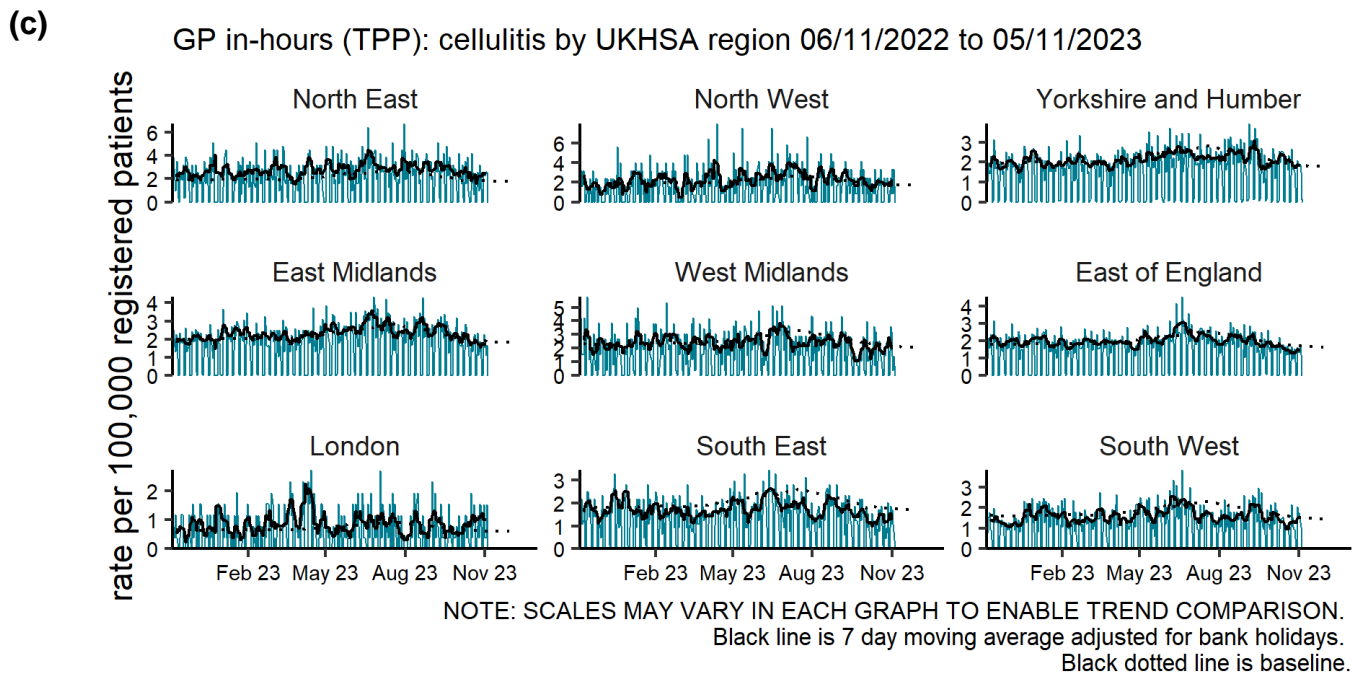 (c)
GP in-hours (TPP): cellulitis by UKHSA region 06/11/2022 to 05/11/2023
rate per 100,000 registered patients
North East
6
4
2
0
North West
6
4
2
0
Yorkshire and Humber
3
2
1
0
East Midlands
4
3
2
1
0
West Midlands
5
4
3
2
1
0
East of England
4
3
2
1
0
London
2
1
0
South East
3
2
1
0
South West
3
2
1
0
Feb 23 May 23 Aug 23 Nov 23
Feb 23 May 23 Aug 23 Nov 23
Feb 23 May 23 Aug 23 Nov 23
NOTE: SCALES MAY VARY IN EACH GRAPH TO ENABLE TREND COMPARISON.
Black line is 7 day moving average adjusted for bank holidays.
Black dotted line is baseline.